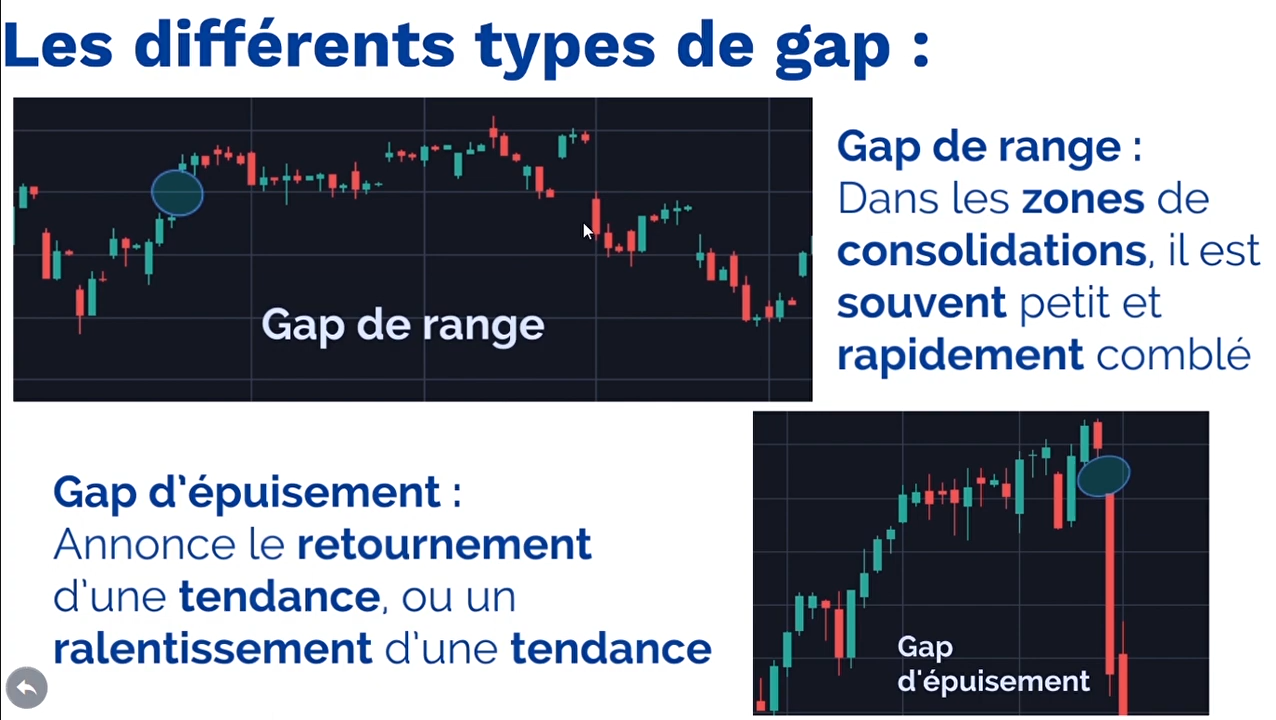 Les différents types de gap :
Gap de range
Gap de range :
Dans les zones de
consolidations, il est
souvent petit et
rapidement comblé
Gap d'épuisement :
Annonce le retournement
d'une tendance, ou un
ralentissement d'une tendance
Gap
d'épuisement